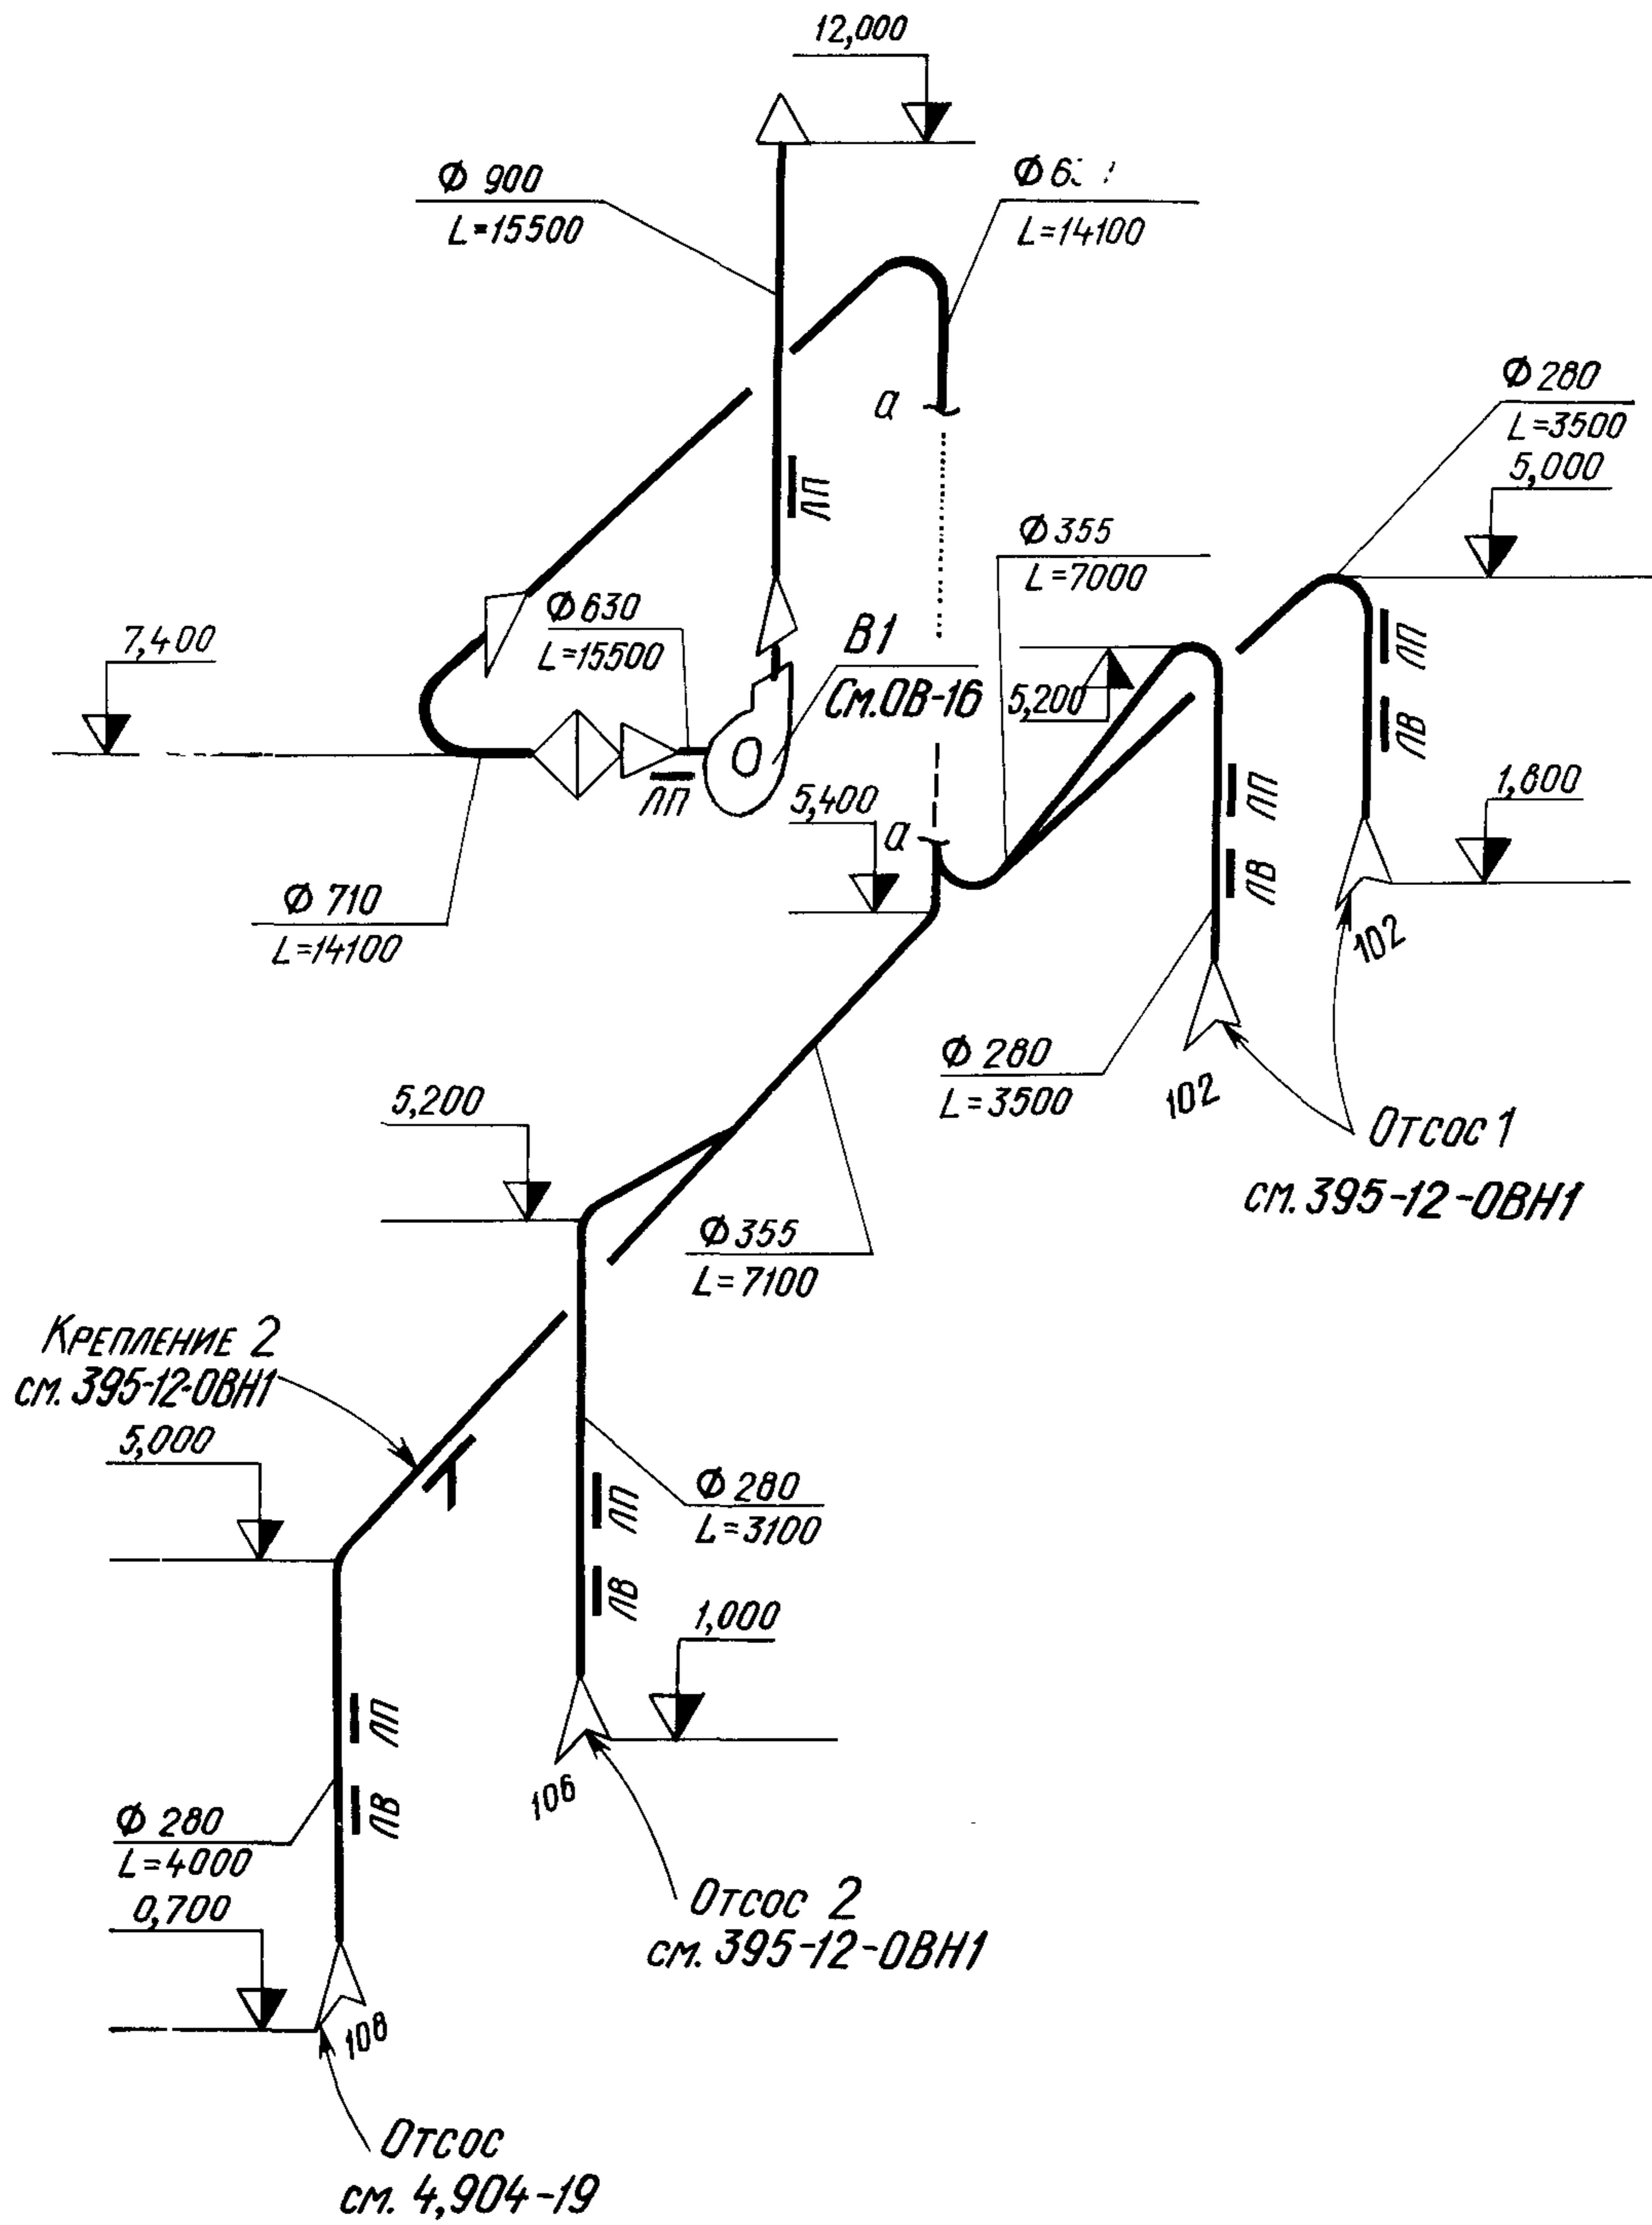 12,000
Ф 900
L=15500
L=14100
а
Ф 280
L=3500
5,000
ЛП
Ф 355
L=7000
Ф 630
L=15500
В1
См. ОВ-16
7,400
5,200
ЛП
ЛВ
ЛП
5,400
а
ЛП
ЛВ
1,800
Ф 710
L=14100
102
Ф 280
L=3500
102
Отсос 1
см. 395-12-ОВН1
5,200
Ф 355
L=7100
Крепление 2
см. 395-12-ОВН1
5,000
Ф 280
L=3100
ЛП
ЛВ
1,000
ЛП
ЛВ
106
Ф 280
L=4000
0,700
Отсос 2
см. 395-12-ОВН1
108
Отсос
см. 4,904-19